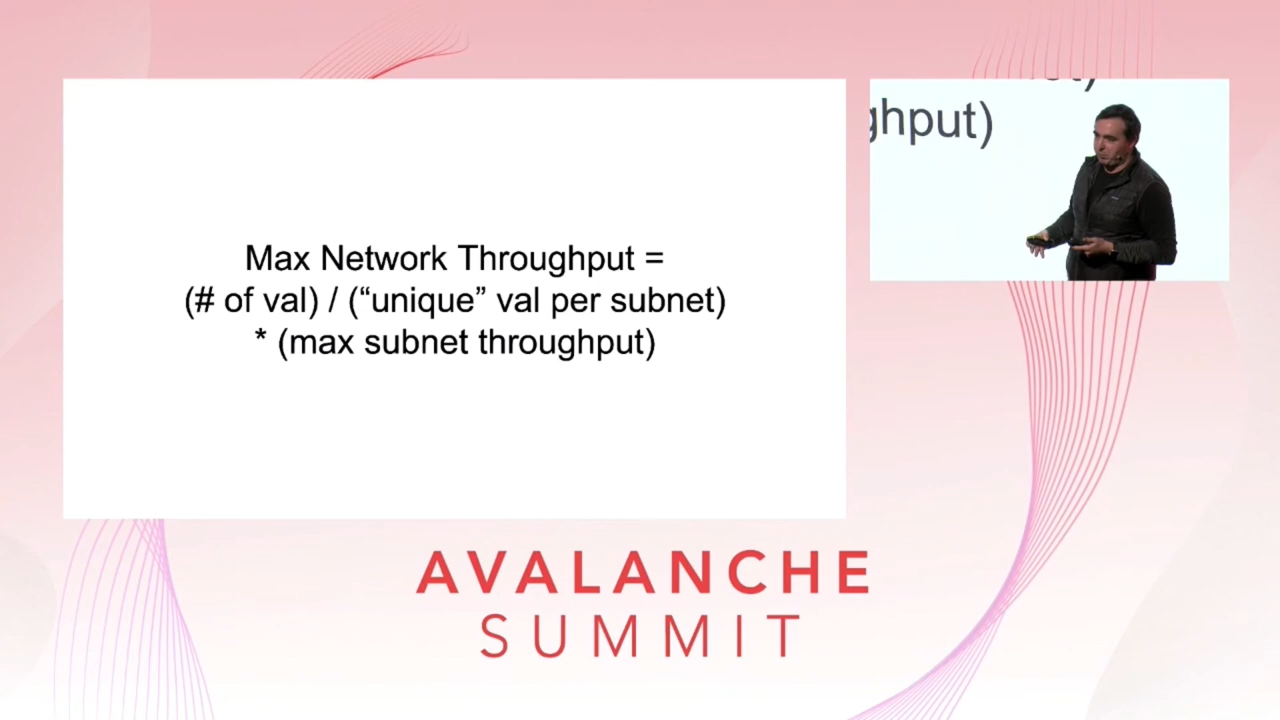 Max Network Throughput =
(# of val) / (“unique” val per subnet)
* (max subnet throughput)
ghput)
AVALANCHE
SUMMIT